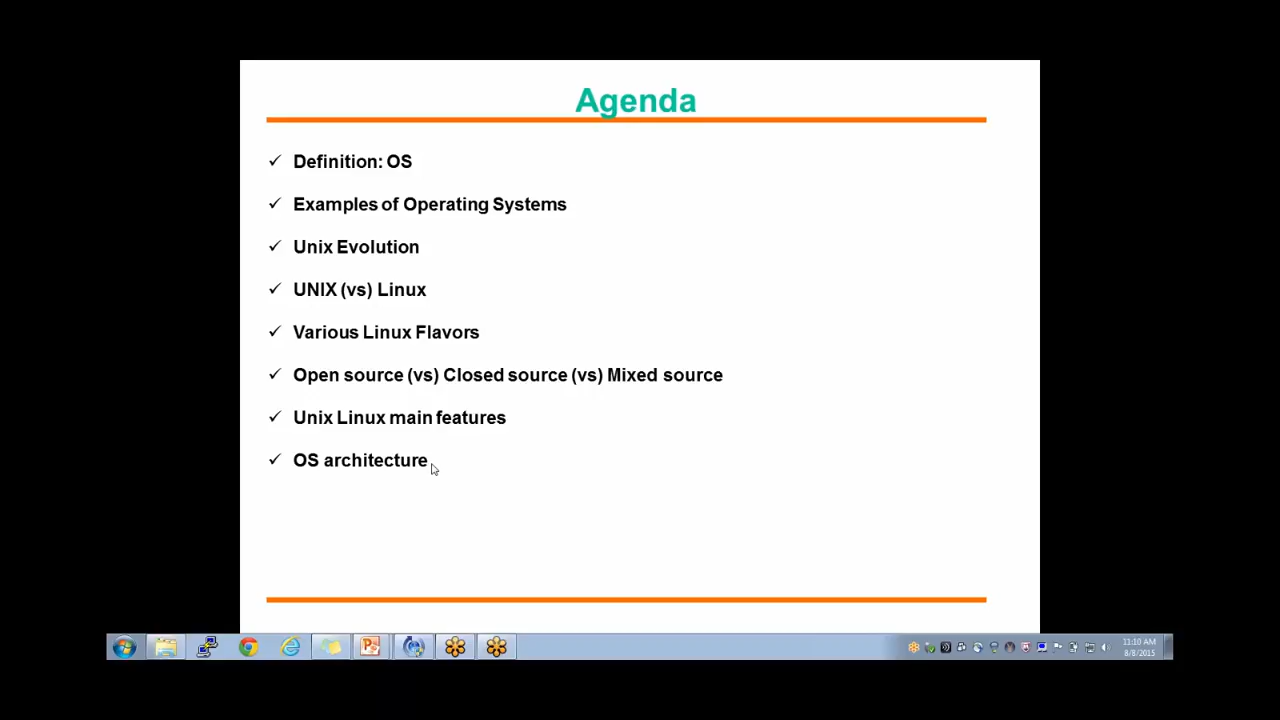 Agenda
Definition: OS
Examples of Operating Systems
Unix Evolution
UNIX (vs) Linux
Various Linux Flavors
Open source (vs) Closed source (vs) Mixed source
Unix Linux main features
OS architecture
11:10 AM
8/8/2015